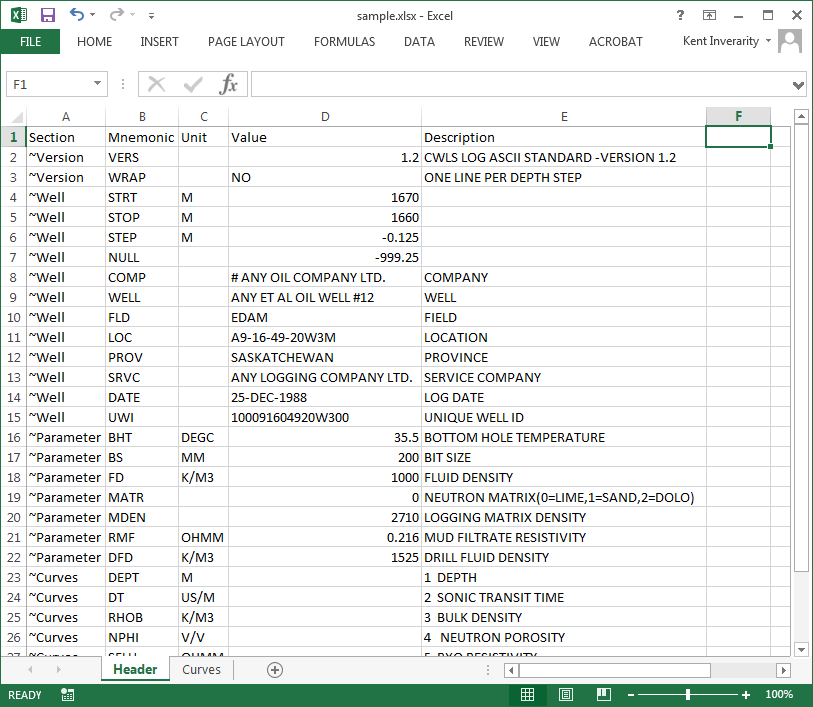 sample.xlsx - Excel
FILE HOME INSERT PAGE LAYOUT FORMULAS DATA REVIEW VIEW ACROBAT Kent Inverarity
F1 fx
A B C D E F
1 Section Mnemonic Unit Value Description
2 ~Version VERS 1.2 CWLS LOG ASCII STANDARD -VERSION 1.2
3 ~Version WRAP NO ONE LINE PER DEPTH STEP
4 ~Well STRT M 1670
5 ~Well STOP M 1660
6 ~Well STEP M -0.125
7 ~Well NULL -999.25
8 ~Well COMP # ANY OIL COMPANY LTD. COMPANY
9 ~Well WELL ANY ET AL OIL WELL #12 WELL
10 ~Well FLD EDAM FIELD
11 ~Well LOC A9-16-49-20W3M LOCATION
12 ~Well PROV SASKATCHEWAN PROVINCE
13 ~Well SRVC ANY LOGGING COMPANY LTD. SERVICE COMPANY
14 ~Well DATE 25-DEC-1988 LOG DATE
15 ~Well UWI 100091604920W300 UNIQUE WELL ID
16 ~Parameter BHT DEGC 35.5 BOTTOM HOLE TEMPERATURE
17 ~Parameter BS MM 200 BIT SIZE
18 ~Parameter FD K/M3 1000 FLUID DENSITY
19 ~Parameter MATR 0 NEUTRON MATRIX(0=LIME,1=SAND,2=DOLO)
20 ~Parameter MDEN 2710 LOGGING MATRIX DENSITY
21 ~Parameter RMF OHMM 0.216 MUD FILTRATE RESISTIVITY
22 ~Parameter DFD K/M3 1525 DRILL FLUID DENSITY
23 ~Curves DEPT M 1 DEPTH
24 ~Curves DT US/M 2 SONIC TRANSIT TIME
25 ~Curves RHOB K/M3 3 BULK DENSITY
26 ~Curves NPHI V/V 4 NEUTRON POROSITY
27 ~Curves OHMM 5 RXO RESISTIVITY
Header Curves
READY 100%